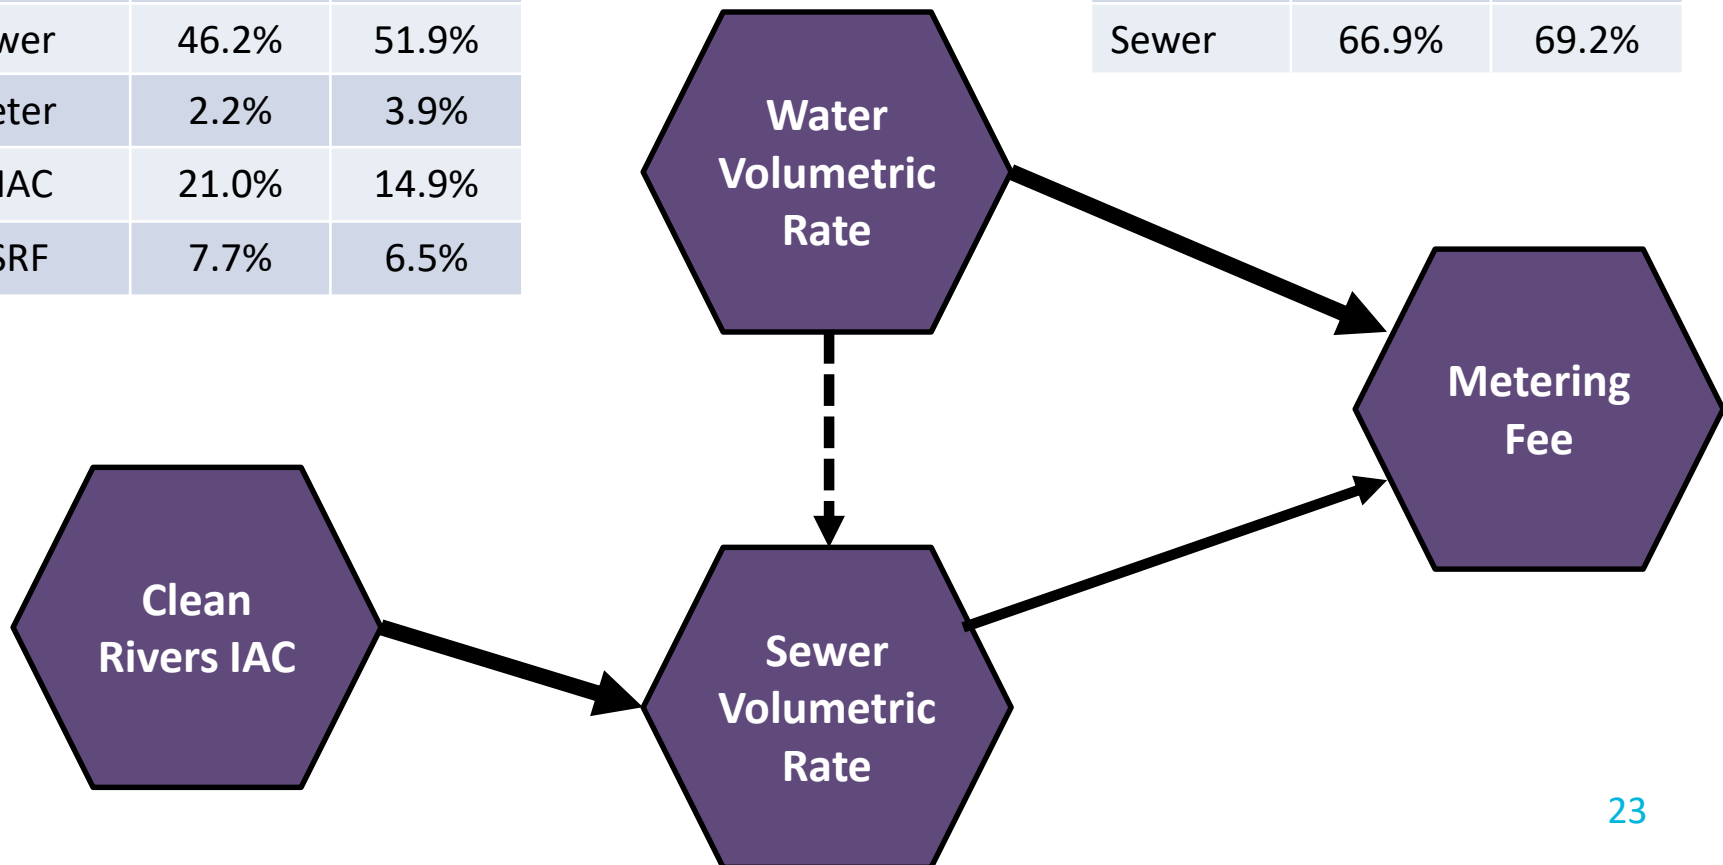 wer 46.2% 51.9%
eter 2.2% 3.9%
IAC 21.0% 14.9%
SRF 7.7% 6.5%
Sewer 66.9% 69.2%
Water
Volumetric
Rate
Metering
Fee
Clean
Rivers IAC
Sewer
Volumetric
Rate
23